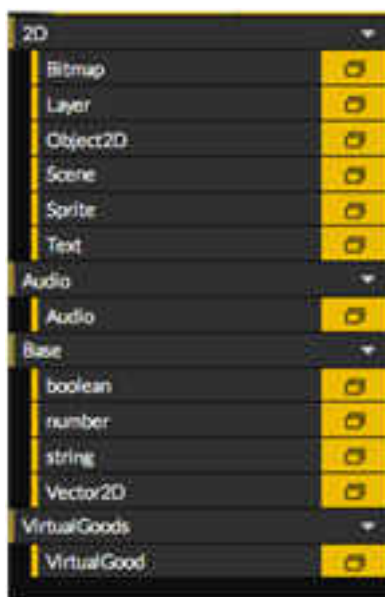 2D
Bitmap
Layer
Object2D
Scene
Sprite
Text
Audio
Audio
Base
boolean
number
string
Vector2D
VirtualGoods
VirtualGood